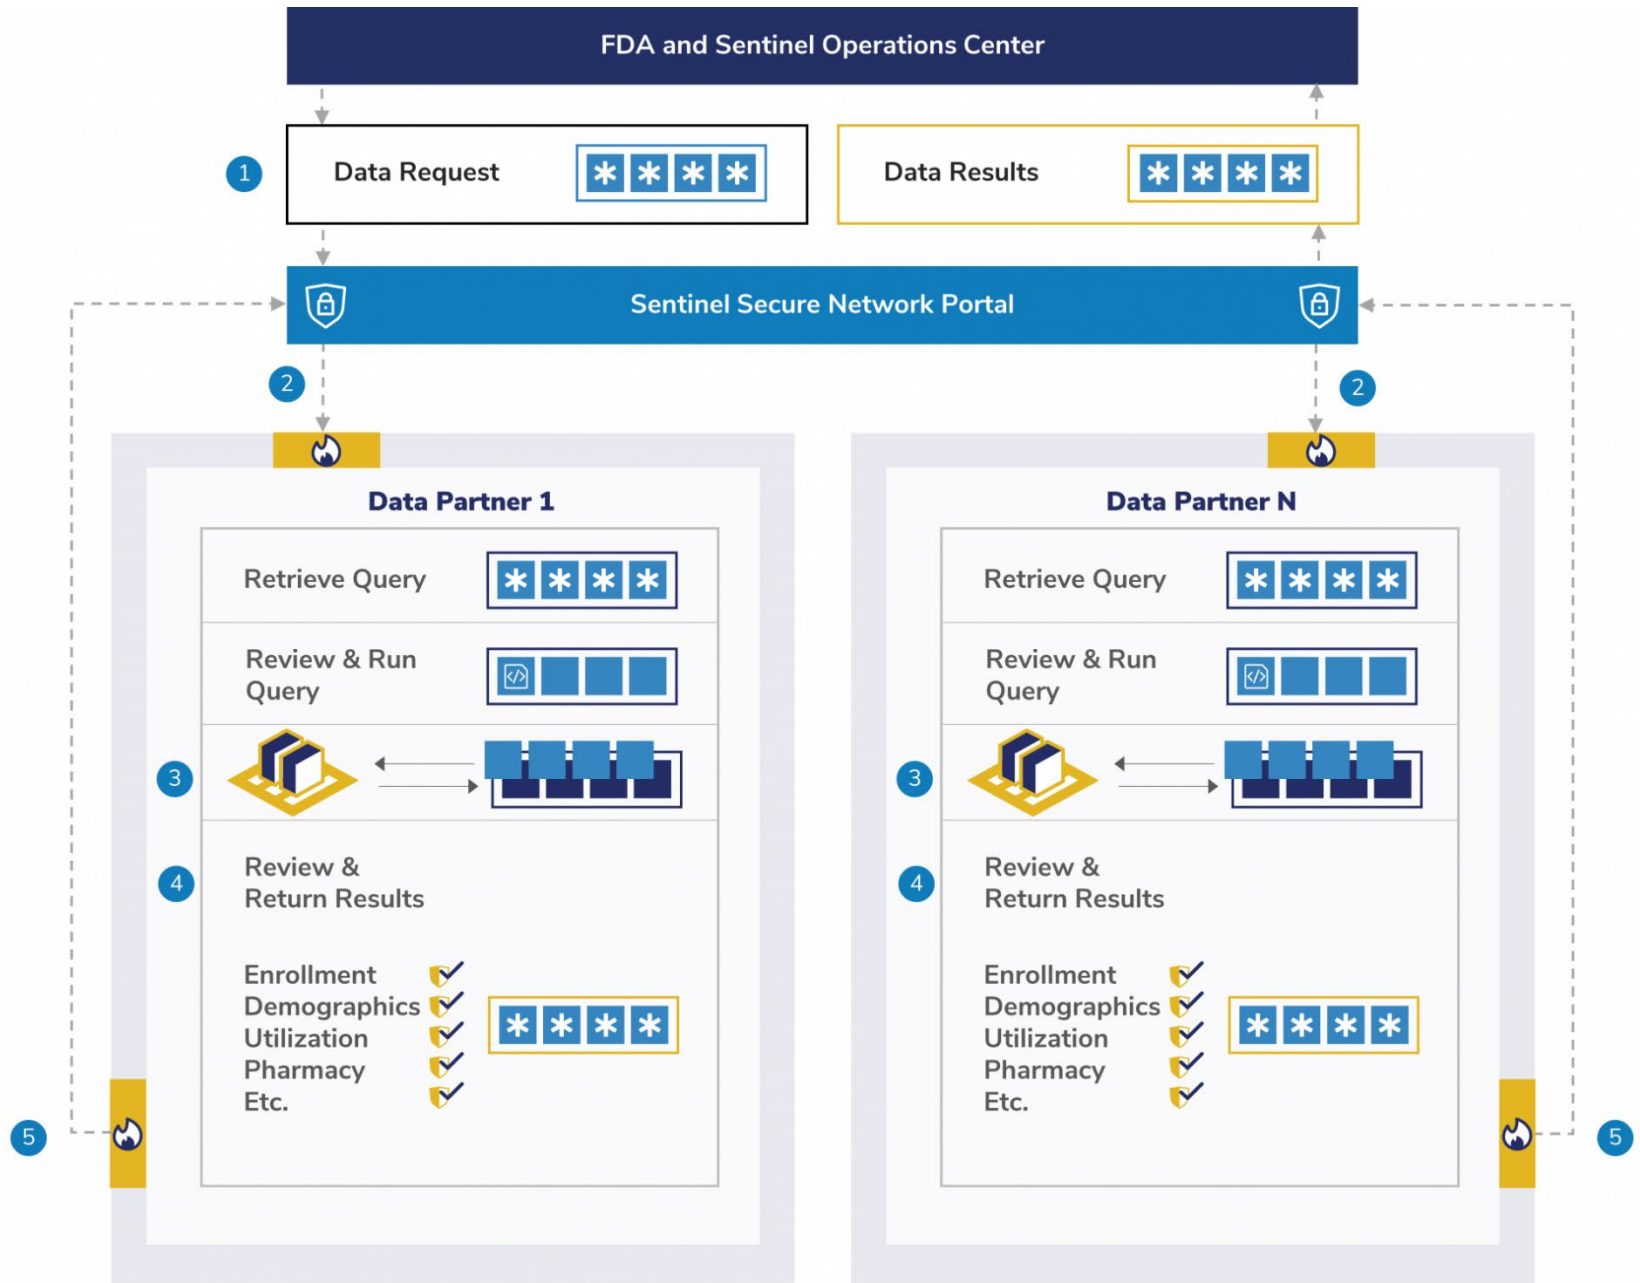 FDA and Sentinel Operations Center
1
Data Request
* * * *
Data Results
* * * *
Sentinel Secure Network Portal
2
2
Data Partner 1
Retrieve Query
* * * *
Review & Run
Query
</>
3
4
Review &
Return Results
Enrollment
Demographics
Utilization
Pharmacy
Etc.
* * * *
5
Data Partner N
Retrieve Query
* * * *
Review & Run
Query
</>
3
4
Review &
Return Results
Enrollment
Demographics
Utilization
Pharmacy
Etc.
* * * *
5